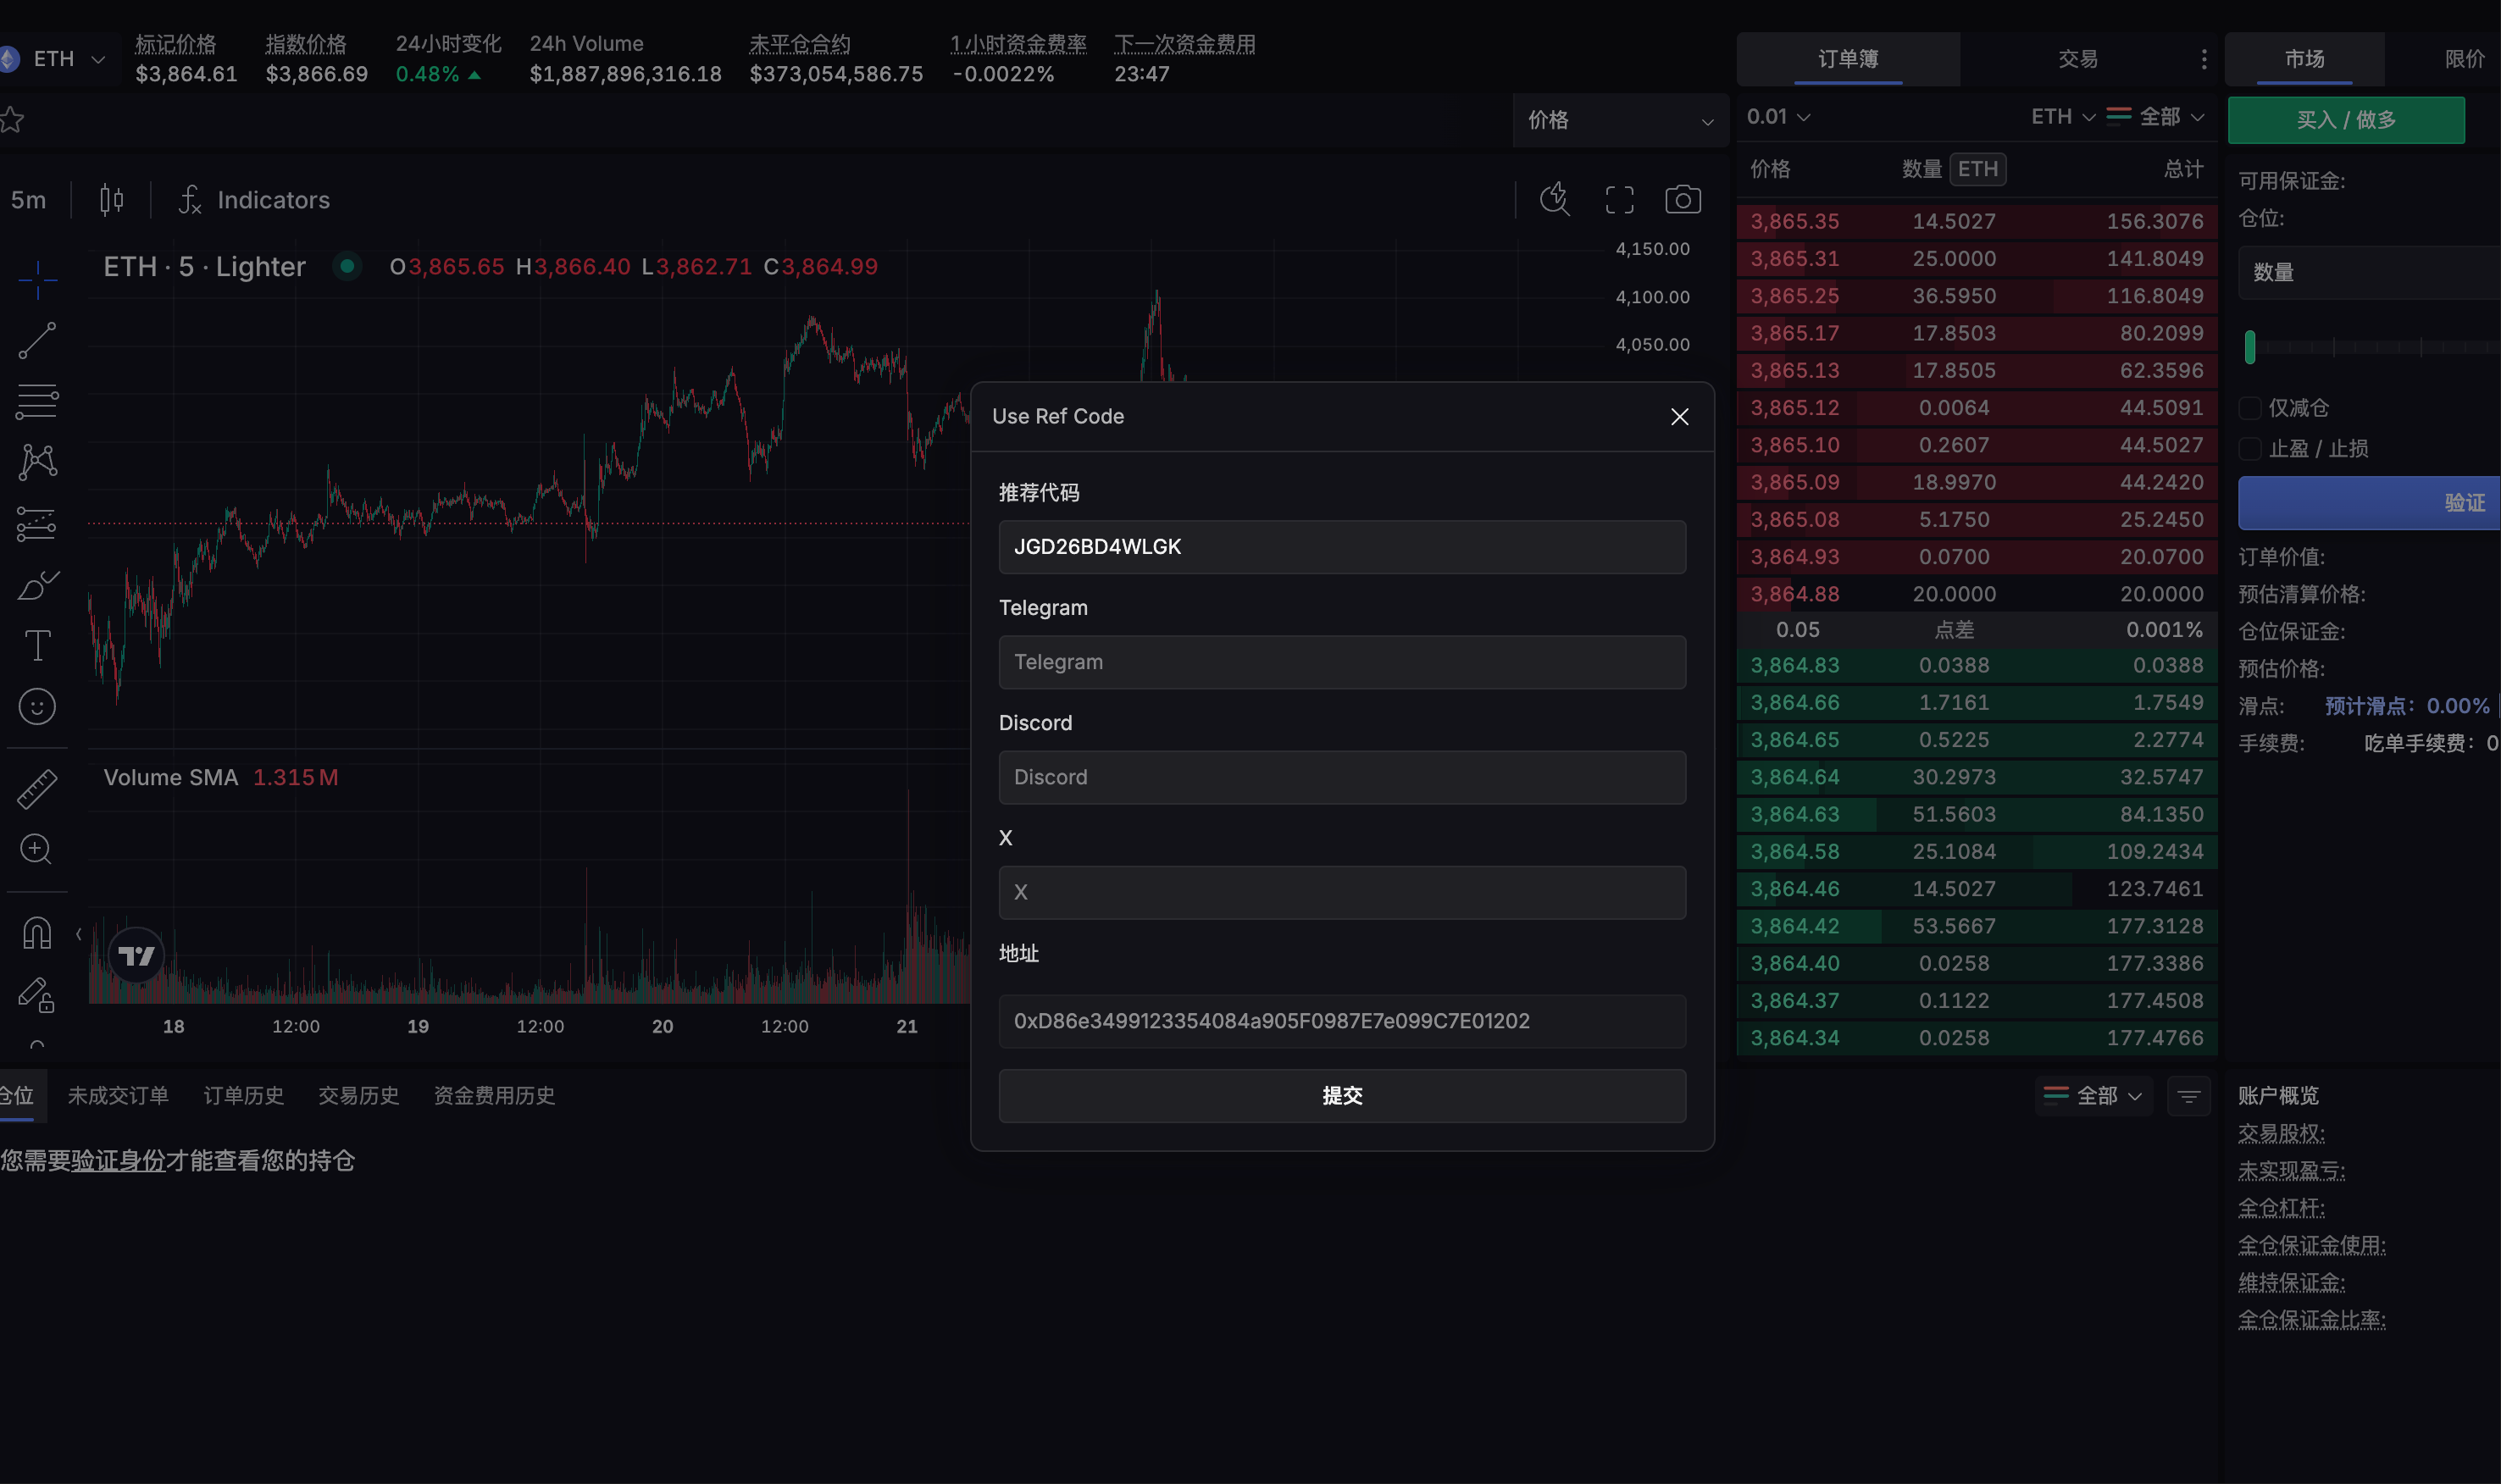 ETH
标记价格
$3,864.61
指数价格
$3,866.69
24小时变化
0.48%
24h Volume
$1,887,896,316.18
未平仓合约
$373,054,586.75
1小时资金费率
-0.0022%
下一次资金费用
23:47
价格
5m
Indicators
ETH · 5 · Lighter
O3,865.65 H3,866.40 L3,862.71 C3,864.99
4,150.00
4,100.00
4,050.00
Volume SMA 1.315M
18 12:00 19 12:00 20 12:00 21
Use Ref Code
推荐代码
JGD26BD4WLGK
Telegram
Telegram
Discord
Discord
X
X
地址
0xD86e3499123354084a905F0987E7e099C7E01202
提交
订单簿 交易
0.01 ETH 全部
价格 数量 ETH 总计
3,865.35 14.5027 156.3076
3,865.31 25.0000 141.8049
3,865.25 36.5950 116.8049
3,865.17 17.8503 80.2099
3,865.13 17.8505 62.3596
3,865.12 0.0064 44.5091
3,865.10 0.2607 44.5027
3,865.09 18.9970 44.2420
3,865.08 5.1750 25.2450
3,864.93 0.0700 20.0700
3,864.88 20.0000 20.0000
0.05 点差 0.001%
3,864.83 0.0388 0.0388
3,864.66 1.7161 1.7549
3,864.65 0.5225 2.2774
3,864.64 30.2973 32.5747
3,864.63 51.5603 84.1350
3,864.58 25.1084 109.2434
3,864.46 14.5027 123.7461
3,864.42 53.5667 177.3128
3,864.40 0.0258 177.3386
3,864.37 0.1122 177.4508
3,864.34 0.0258 177.4766
市场 限价
买入 / 做多
可用保证金:
仓位:
数量
仅减仓
止盈 / 止损
验证
订单价值:
预估清算价格:
仓位保证金:
预估价格:
滑点: 预计滑点: 0.00%
手续费: 吃单手续费: 0
仓位 未成交订单 订单历史 交易历史 资金费用历史
全部
您需要验证身份才能查看您的持仓
账户概览
交易股权:
未实现盈亏:
全仓杠杆:
全仓保证金使用:
维持保证金:
全仓保证金比率: